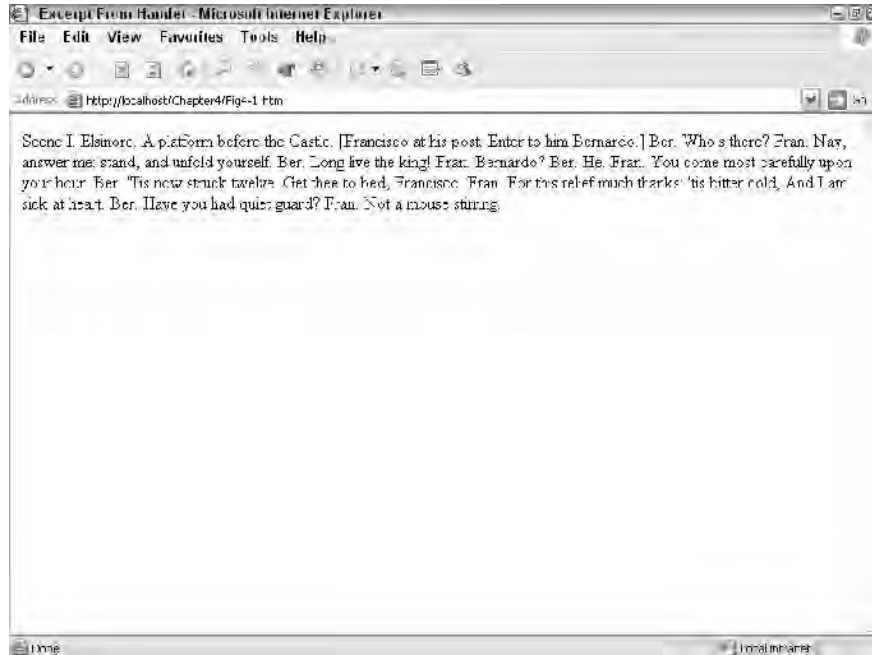 Excerpt From Hamlet - Microsoft Internet Explorer
File Edit View Favorites Tools Help
Address http://localhost/Chapter4/Fig4-1.htm
Scene I. Elsinore. A platform before the Castle. [Francisco at his post. Enter to him Bernardo.] Ber. Who's there? Fran. Nay,
answer me: stand, and unfold yourself. Ber. Long live the king! Fran. Bernardo? Ber. He. Fran. You come most carefully upon
your hour. Ber. 'Tis now struck twelve. Get thee to bed, Francisco. Fran. For this relief much thanks: 'tis bitter cold, And I am
sick at heart. Ber. Have you had quiet guard? Fran. Not a mouse stirring.
Done
Local intranet